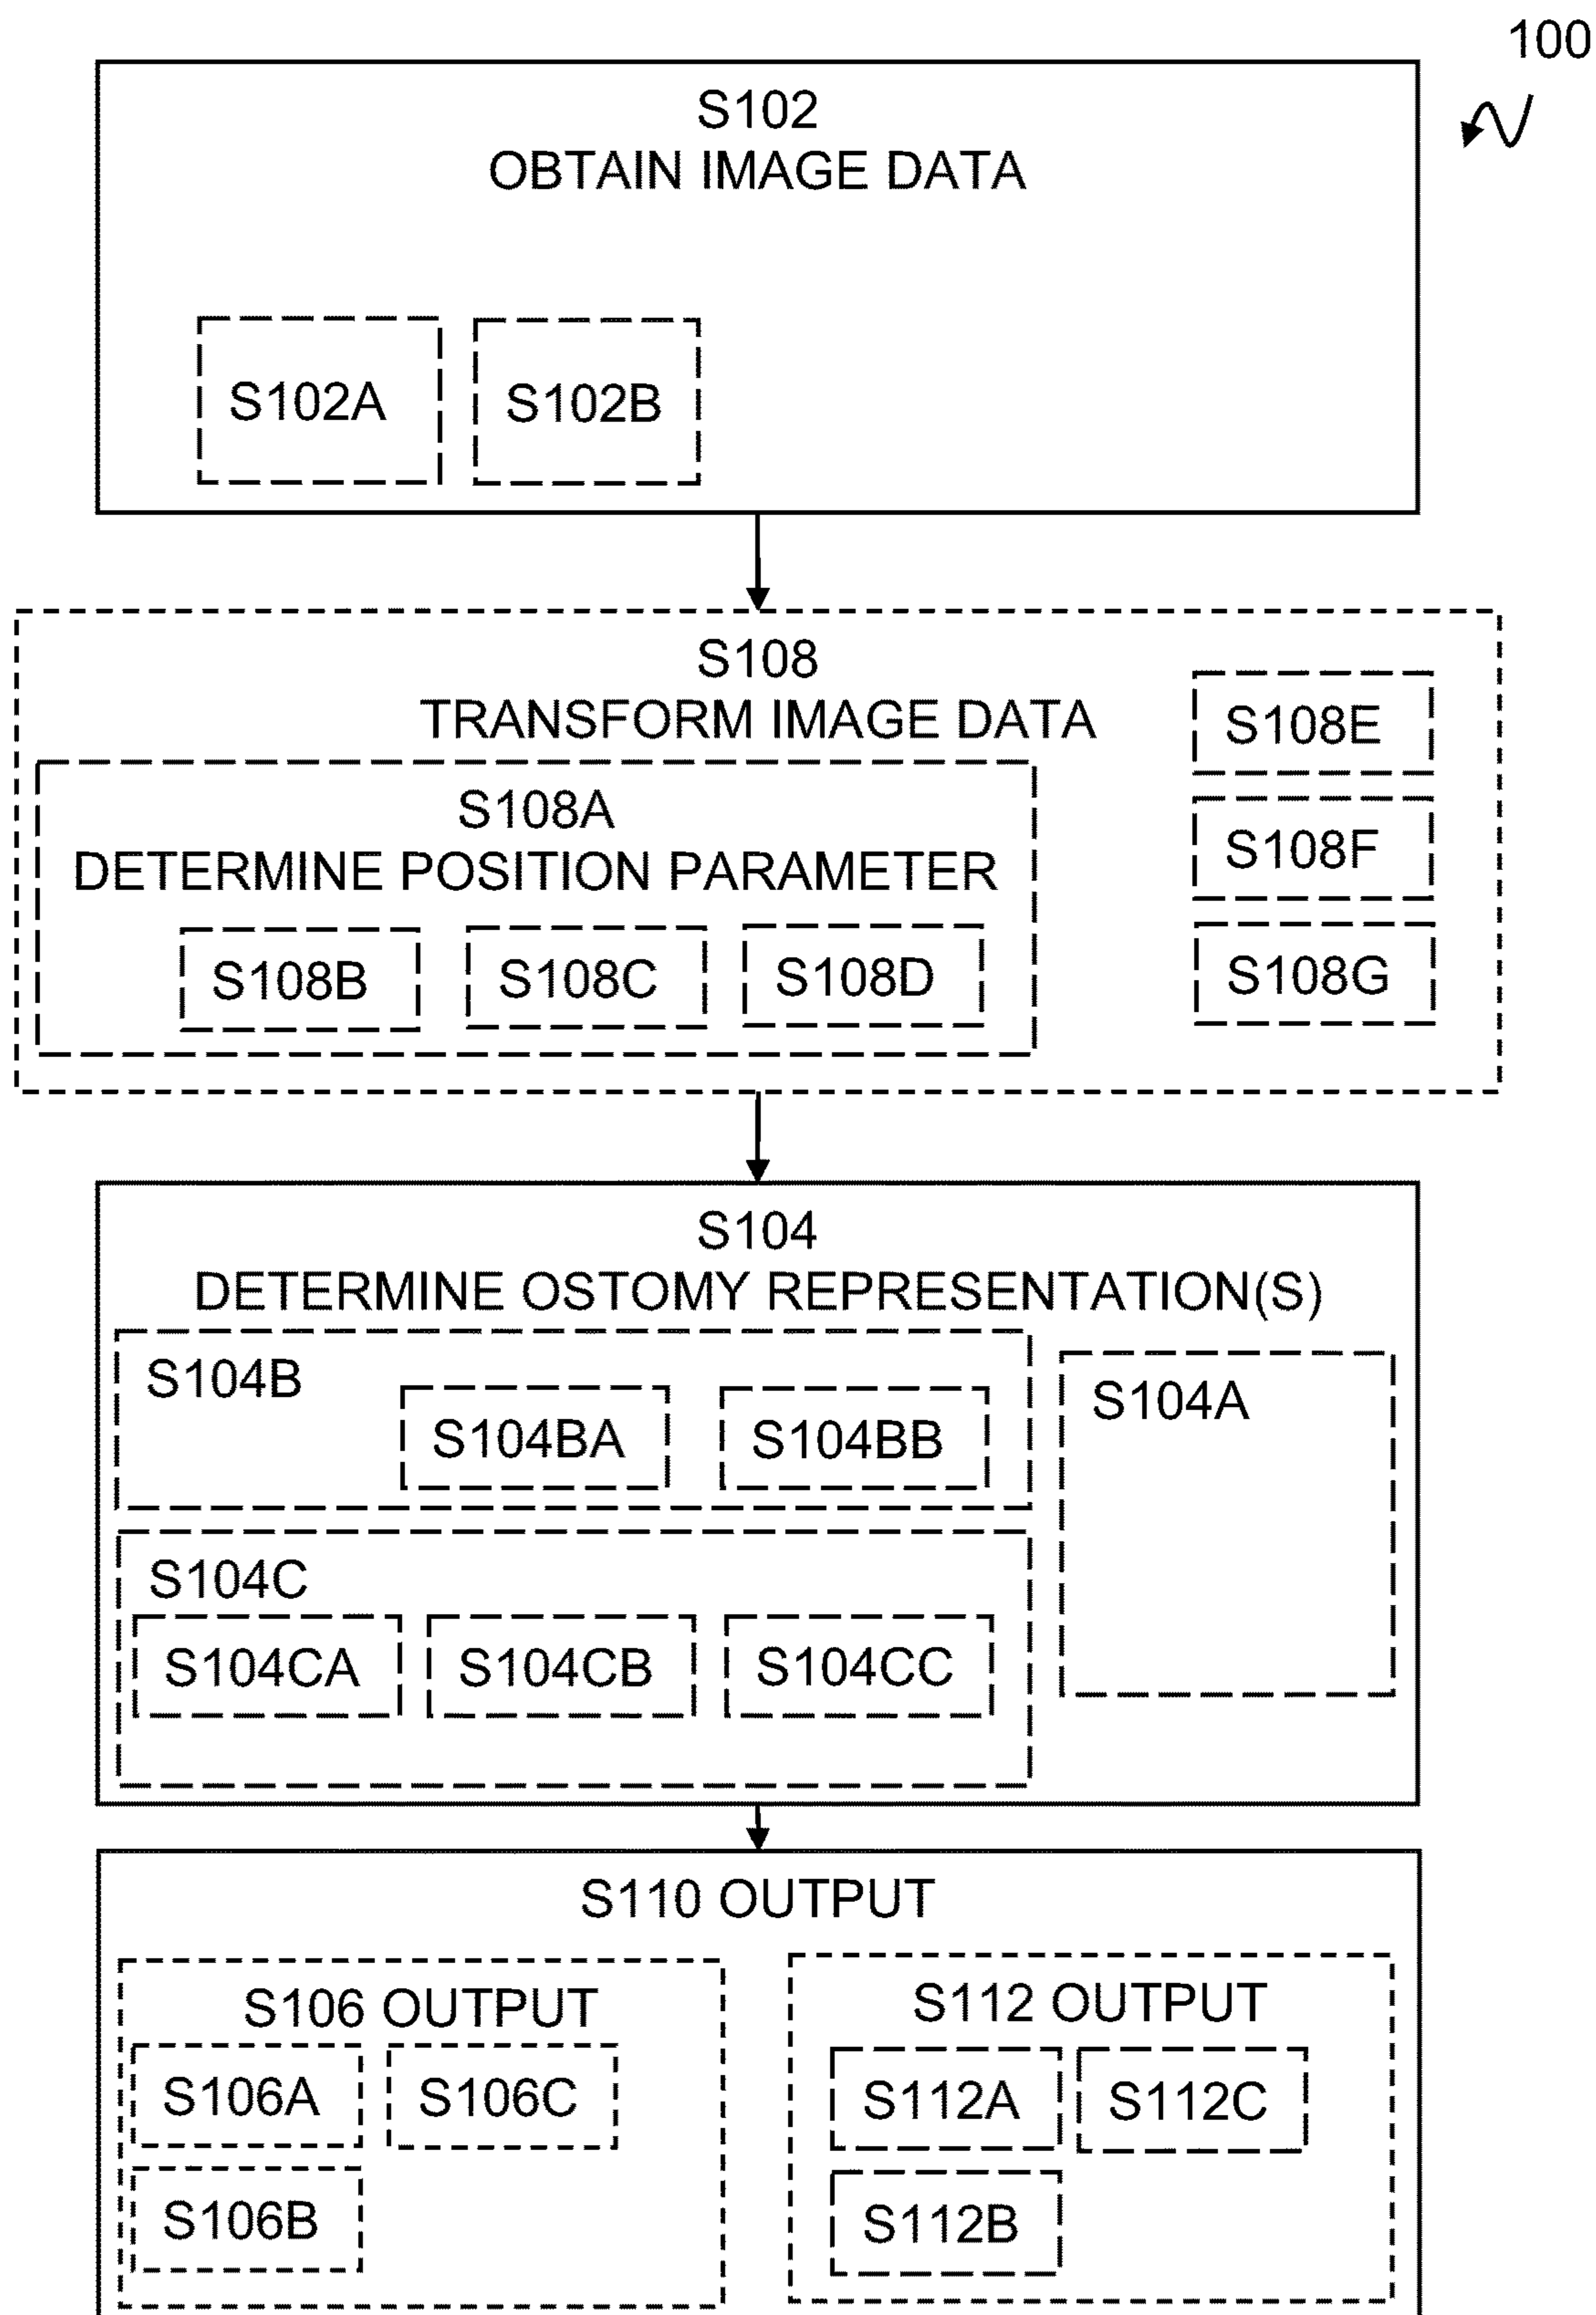 100
S102
OBTAIN IMAGE DATA
S102A
S102B
S108
TRANSFORM IMAGE DATA
S108A
DETERMINE POSITION PARAMETER
S108B
S108C
S108D
S108E
S108F
S108G
S104
DETERMINE OSTOMY REPRESENTATION(S)
S104B
S104BA
S104BB
S104A
S104C
S104CA
S104CB
S104CC
S110 OUTPUT
S106 OUTPUT
S106A
S106C
S106B
S112 OUTPUT
S112A
S112C
S112B